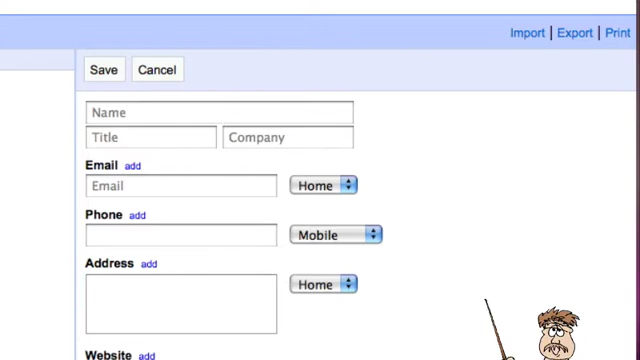 Import | Export | Print
Save Cancel
Name
Title Company
Email add
Email Home
Phone add
Mobile
Address add
Home
Website add